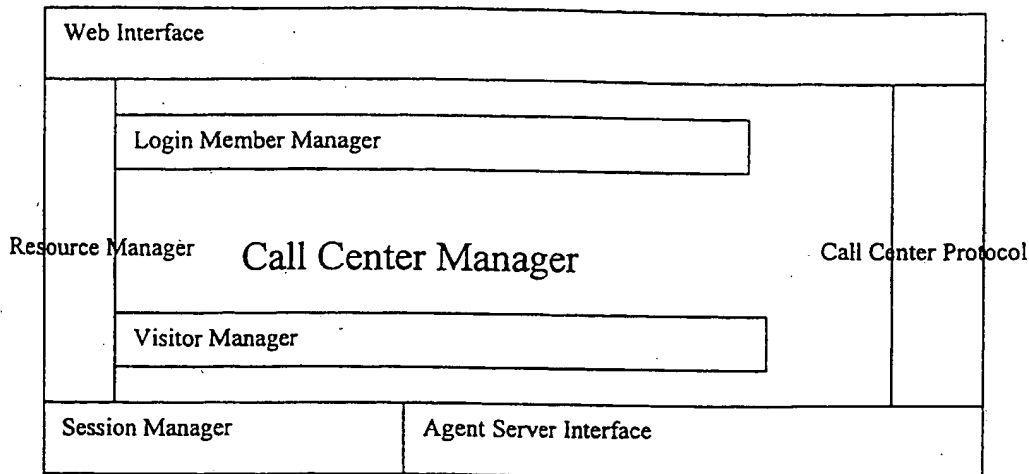 Web Interface
Login Member Manager
Resource Manager
Call Center Manager
Call Center Protocol
Visitor Manager
Session Manager
Agent Server Interface